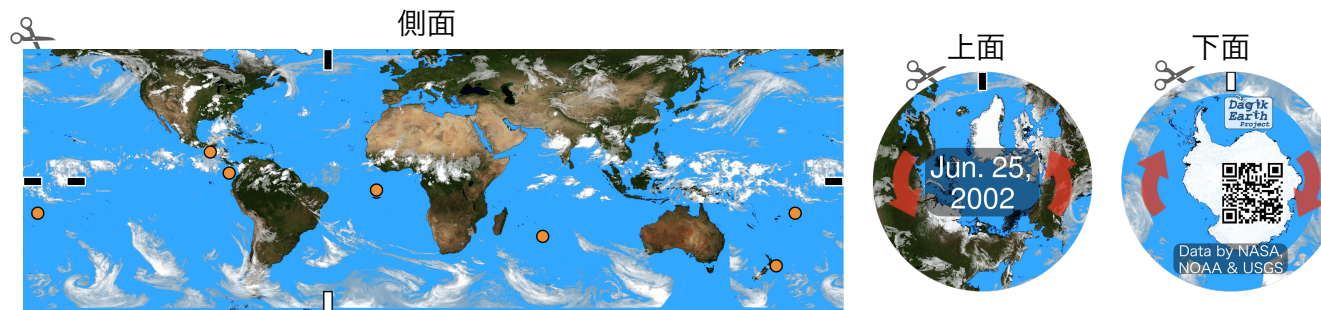 側面
上面
下面
Jun. 25,
2002
Dagik
Earth
Project
Data by NASA,
NOAA & USGS